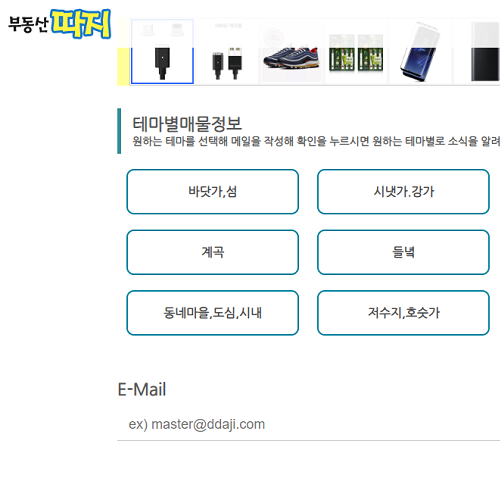 부동산 따지
테마별매물정보
원하는 테마를 선택해 메일을 작성해 확인을 누르시면 원하는 테마별로 소식을 알려
바닷가,섬
시냇가.강가
계곡
들녘
동네마을,도심,시내
저수지,호숫가
E-Mail
ex) master@ddaji.com